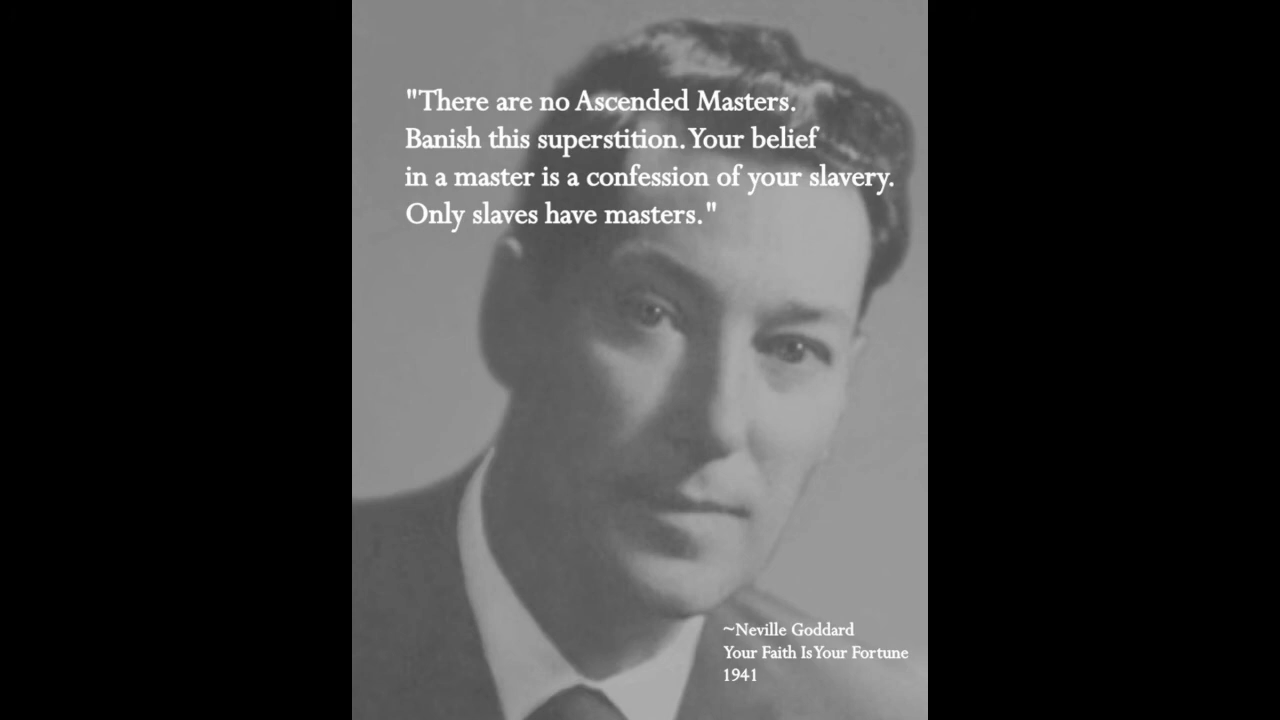 "There are no Ascended Masters.
Banish this superstition. Your belief
in a master is a confession of your slavery.
Only slaves have masters."
~Neville Goddard
Your Faith Is Your Fortune
1941